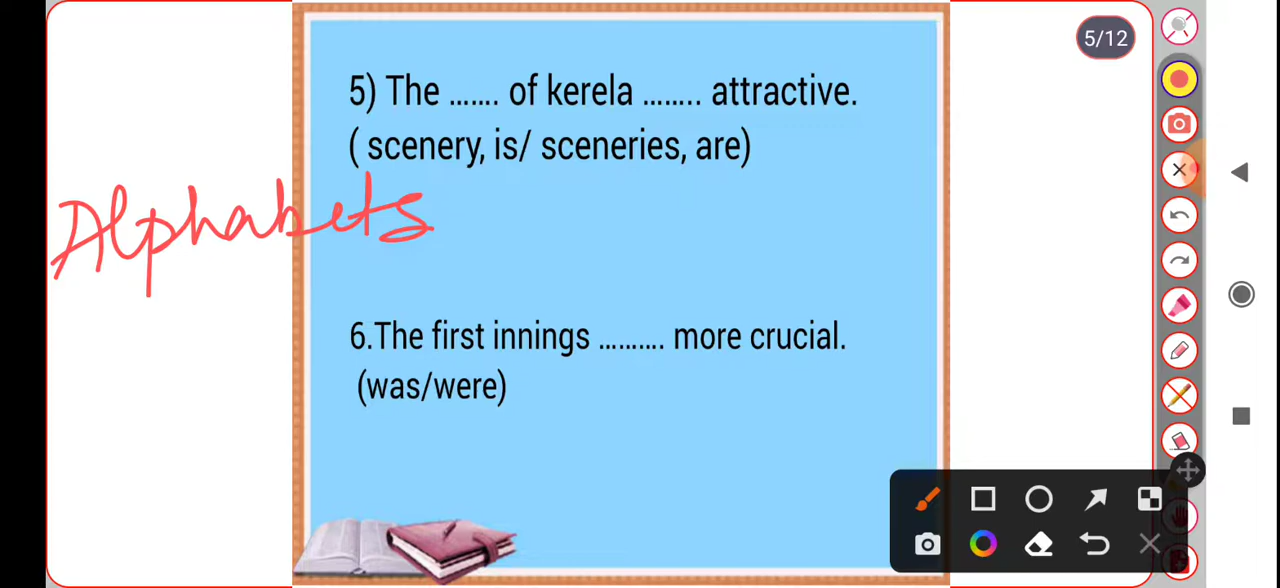 5/12
5) The ....... of kerela ........ attractive.
( scenery, is/ sceneries, are)
Alphabets
6.The first innings .......... more crucial.
(was/were)